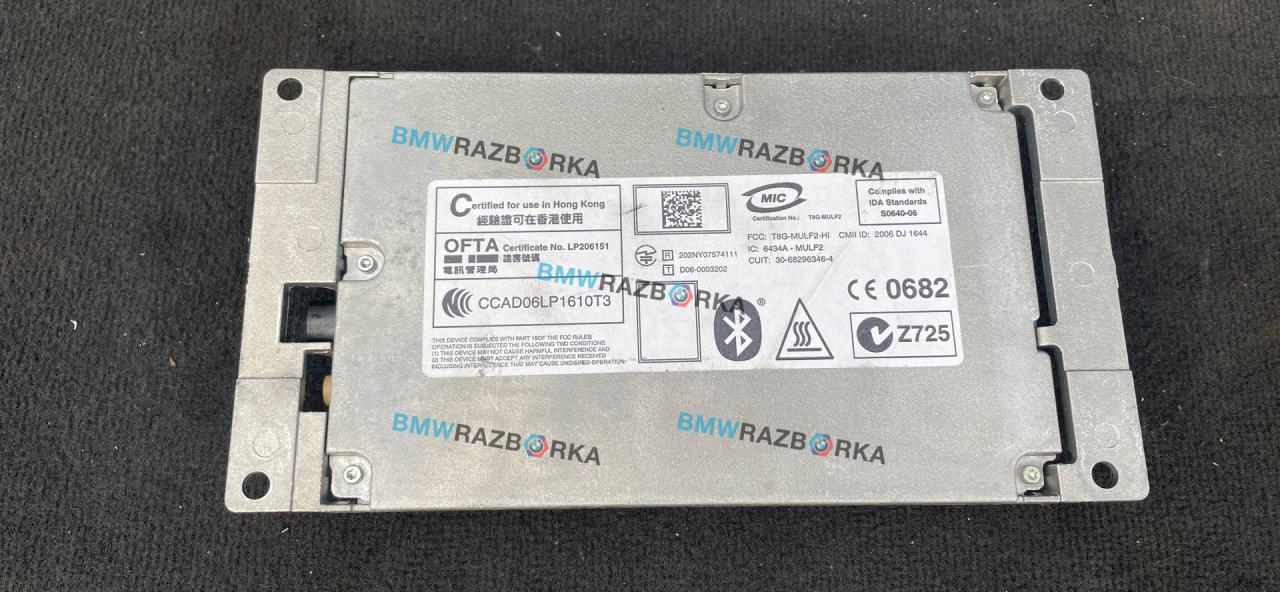 BMWRAZBORKA
BMWRAZBORKA
Certified for use in Hong Kong
經驗證可在香港使用
OFTA Certificate No. LP206151
證書號碼
電訊管理局
CCAD06LP1610T3
THIS DEVICE COMPLIES WITH PART 15OF THE FCC RULES
OPERATION IS SUBJECTED THE FOLLOWING TWO CONDITIONS:
(1) THIS DEVICE MAY NOT CAUSE HARMFUL INTERFERENCE AND
(2) THIS DEVICE MUST ACCEPT ANY INTERFERENCE RECEIVED
INCLUDING INTERFERENCE THAT MAY CAUSE UNDSIRED OPERATION
R 202NY07574111
T D06-0003202
MIC
Certification No.: T8G-MULF2
Complies with
IDA Standards
S0640-06
FCC: T8G-MULF2-HI CMII ID: 2006 DJ 1644
IC: 6434A - MULF2
CUIT: 30-68296346-4
BMWRAZBORKA
CE 0682
®
Z725
BMWRAZBORKA
BMWRAZBORKA